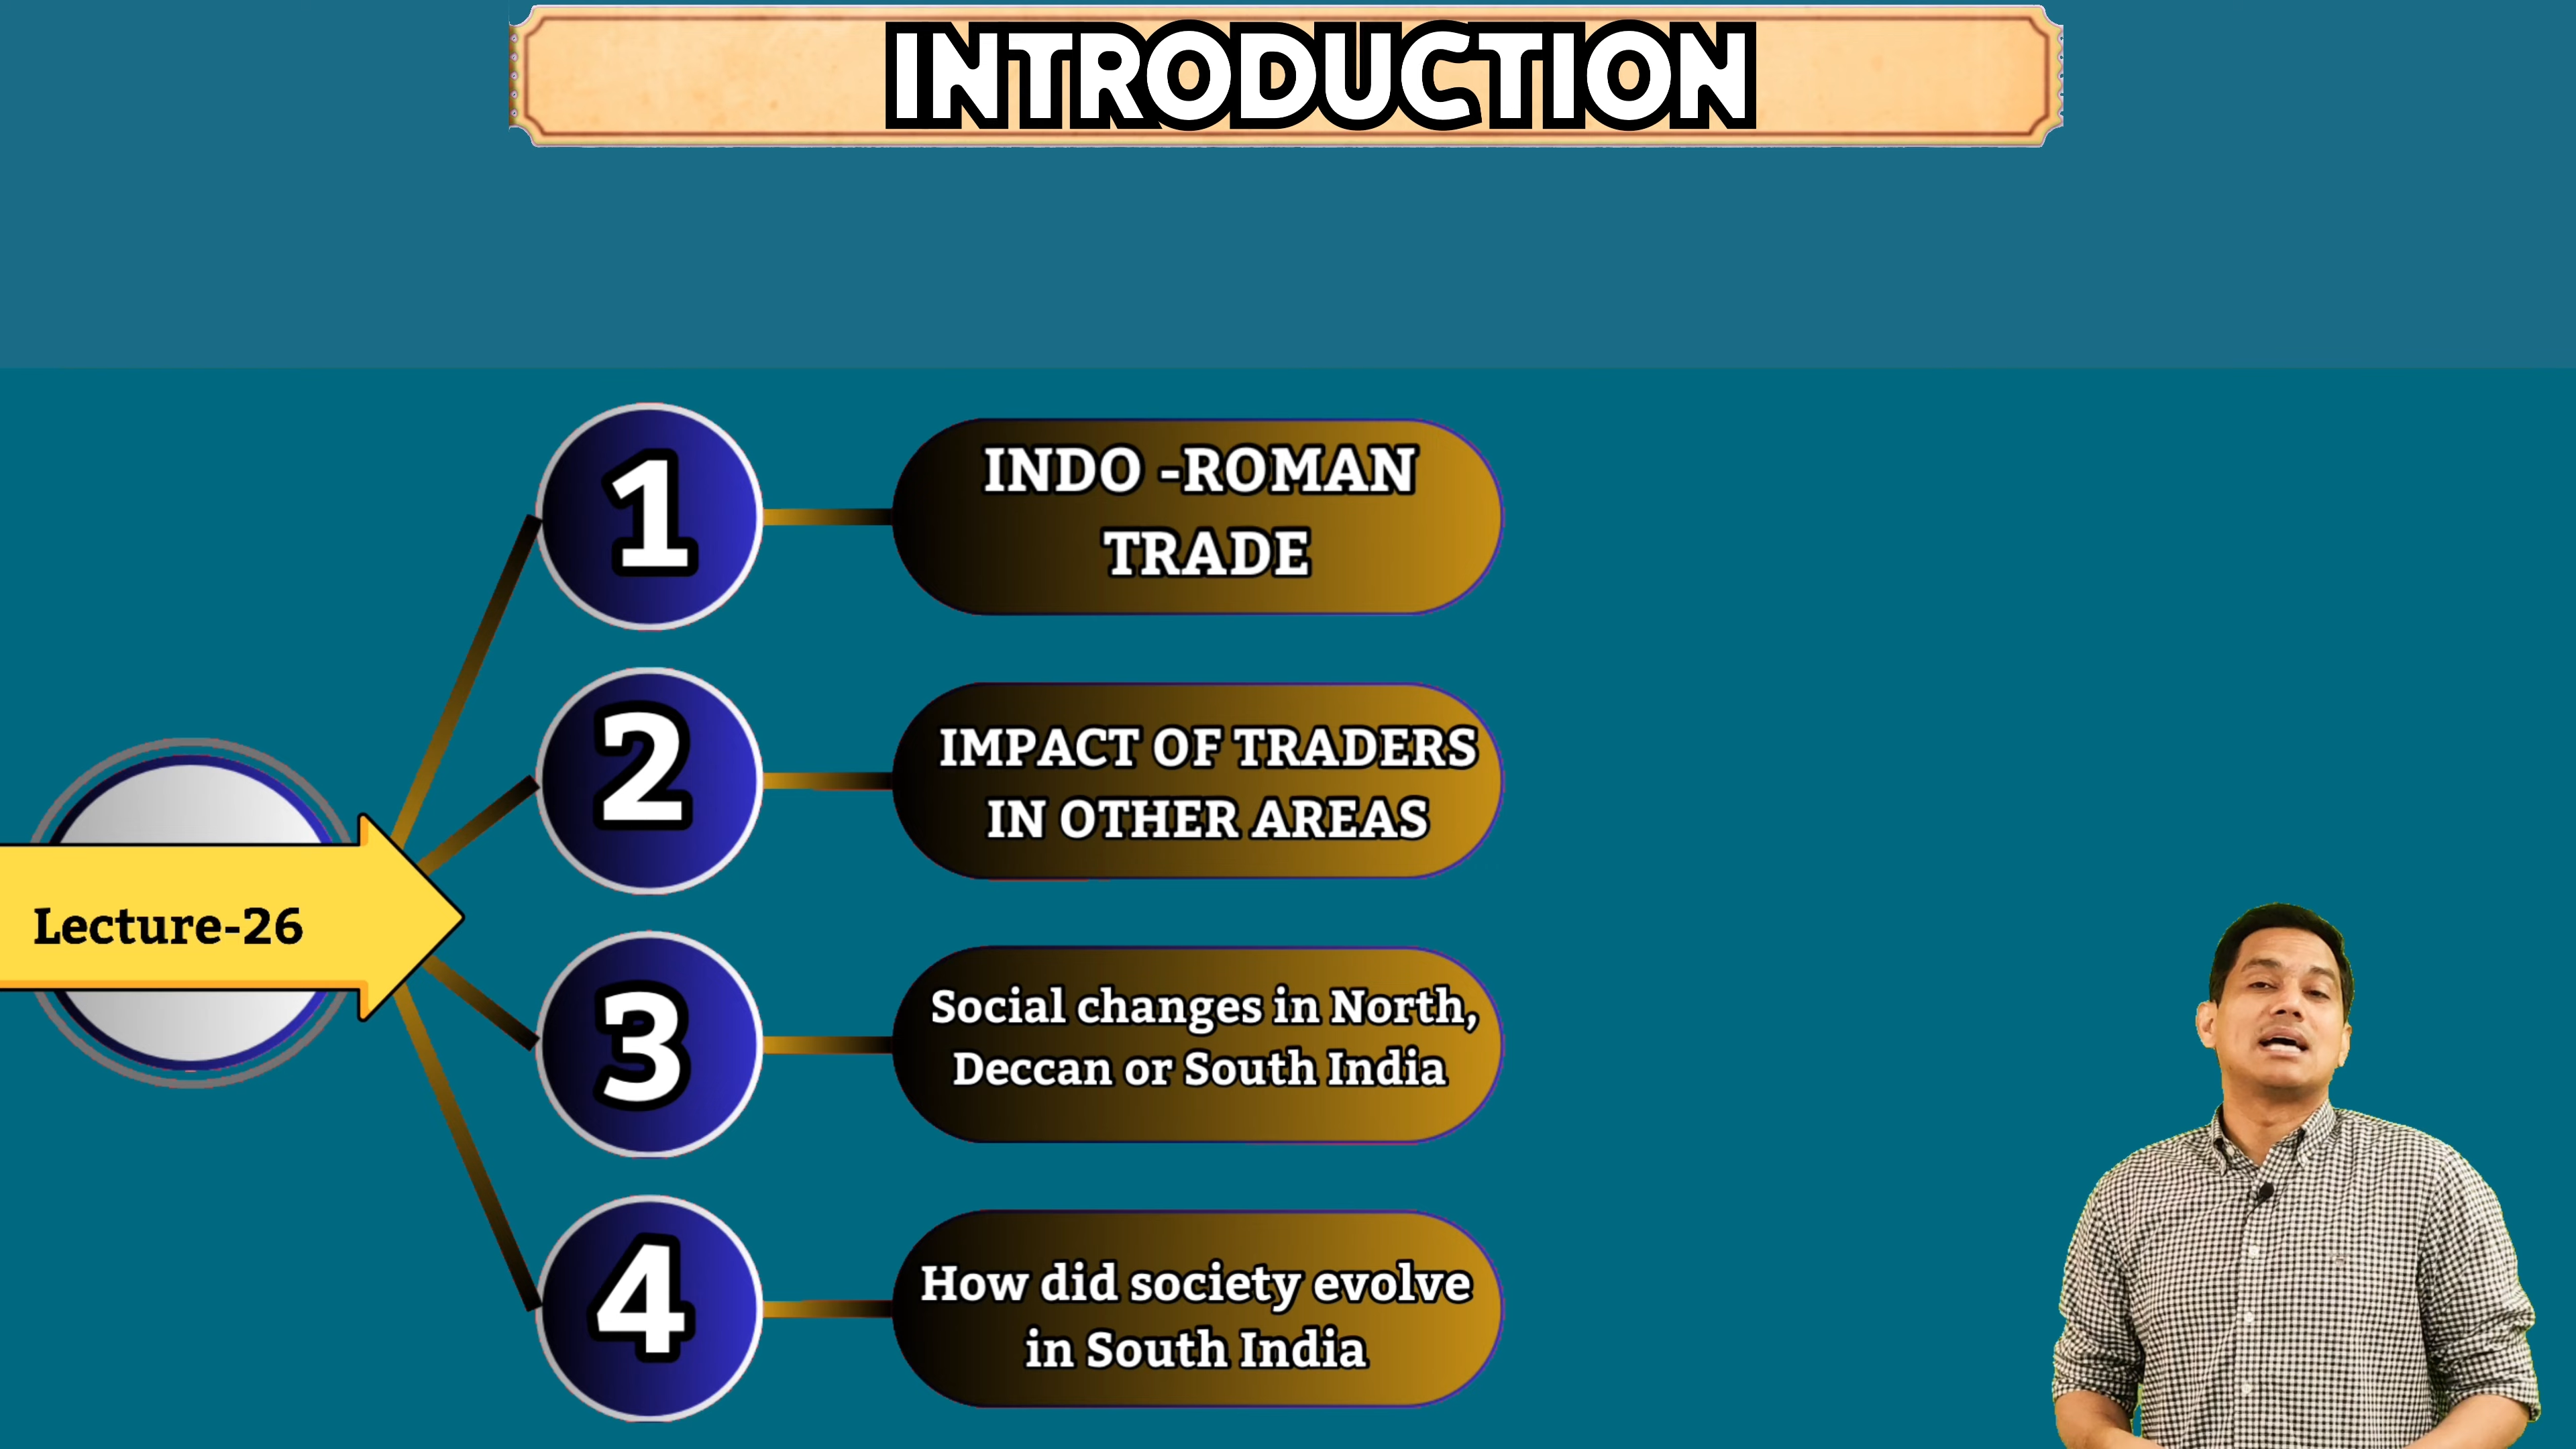 INTRODUCTION
1
INDO -ROMAN
TRADE
2
IMPACT OF TRADERS
IN OTHER AREAS
Lecture-26
3
Social changes in North,
Deccan or South India
4
How did society evolve
in South India